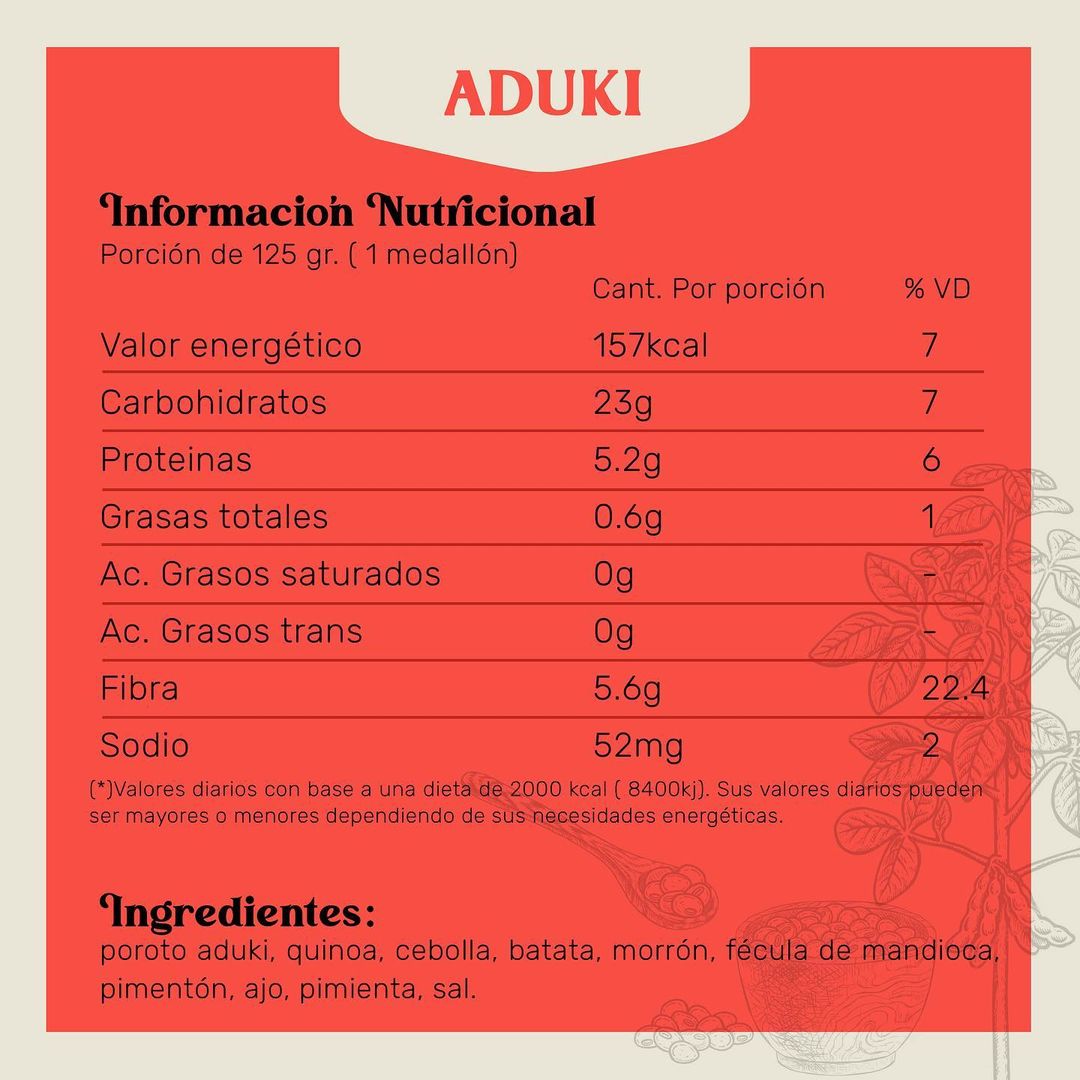 ADUKI
Información Nutricional
Porción de 125 gr. ( 1 medallón)
Cant. Por porción % VD
Valor energético 157kcal 7
Carbohidratos 23g 7
Proteinas 5.2g 6
Grasas totales 0.6g 1
Ac. Grasos saturados 0g -
Ac. Grasos trans 0g -
Fibra 5.6g 22.4
Sodio 52mg 2
(*)Valores diarios con base a una dieta de 2000 kcal ( 8400kj). Sus valores diarios pueden
ser mayores o menores dependiendo de sus necesidades energéticas.
Ingredientes:
poroto aduki, quinoa, cebolla, batata, morrón, fécula de mandioca,
pimentón, ajo, pimienta, sal.